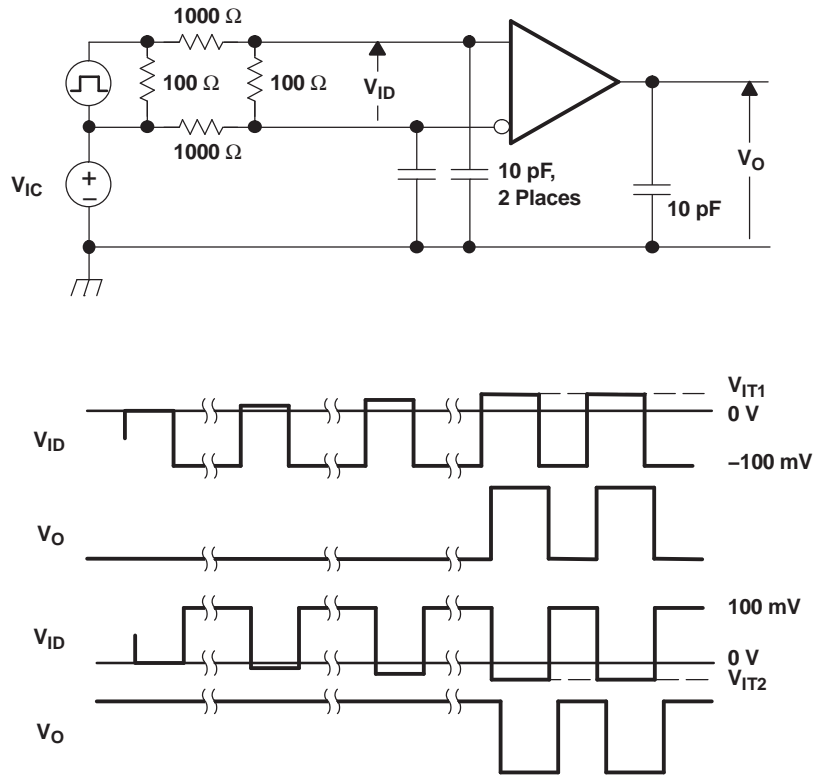 1000 Ω
100 Ω
100 Ω
V_ID
1000 Ω
V_IC
+
–
10 pF,
2 Places
10 pF
V_O
V_IT1
0 V
V_ID
–100 mV
V_O
100 mV
V_ID
0 V
V_IT2
V_O